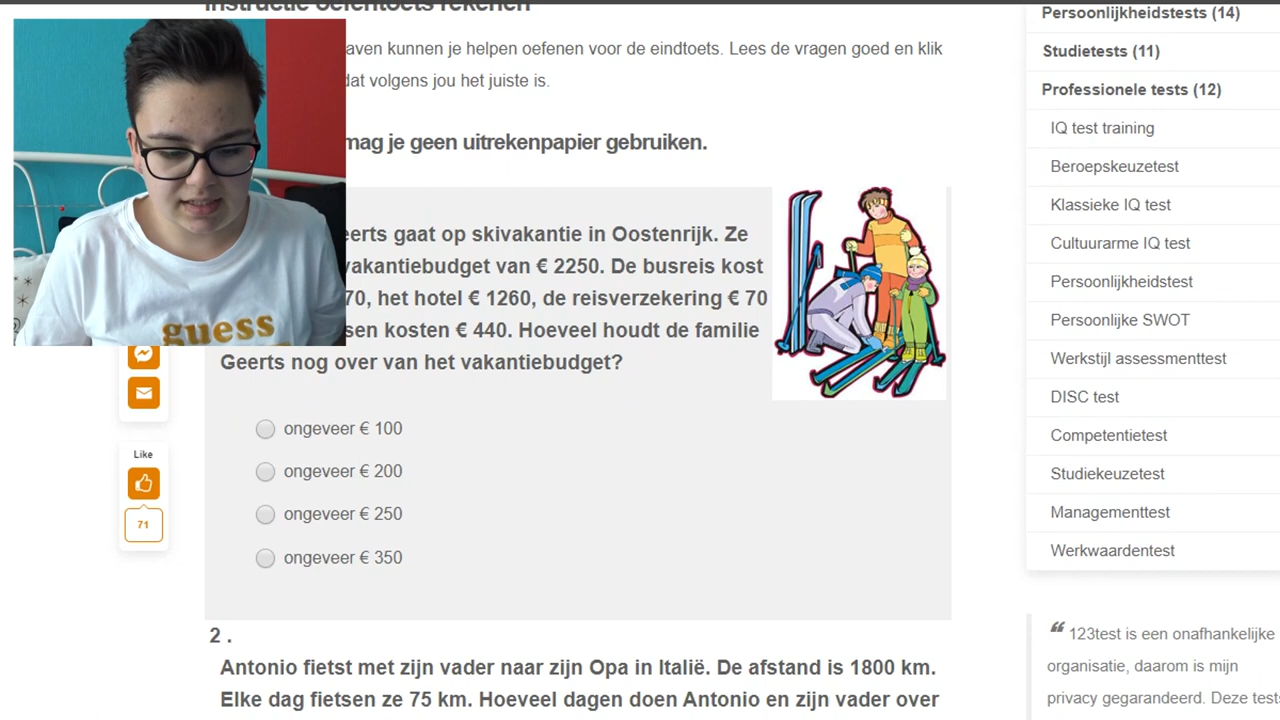 Instructie oefentoets rekenen
aven kunnen je helpen oefenen voor de eindtoets. Lees de vragen goed en klik
dat volgens jou het juiste is.
mag je geen uitrekenpapier gebruiken.
eerts gaat op skivakantie in Oostenrijk. Ze
vakantiebudget van € 2250. De busreis kost
70, het hotel € 1260, de reisverzekering € 70
sen kosten € 440. Hoeveel houdt de familie
Geerts nog over van het vakantiebudget?
ongeveer € 100
ongeveer € 200
ongeveer € 250
ongeveer € 350
2 .
Antonio fietst met zijn vader naar zijn Opa in Italië. De afstand is 1800 km.
Elke dag fietsen ze 75 km. Hoeveel dagen doen Antonio en zijn vader over
guess
Like
71
Persoonlijkheidstests (14)
Studietests (11)
Professionele tests (12)
IQ test training
Beroepskeuzetest
Klassieke IQ test
Cultuurarme IQ test
Persoonlijkheidstest
Persoonlijke SWOT
Werkstijl assessmenttest
DISC test
Competentietest
Studiekeuzetest
Managementtest
Werkwaardentest
“ 123test is een onafhankelijke
organisatie, daarom is mijn
privacy gegarandeerd. Deze tests